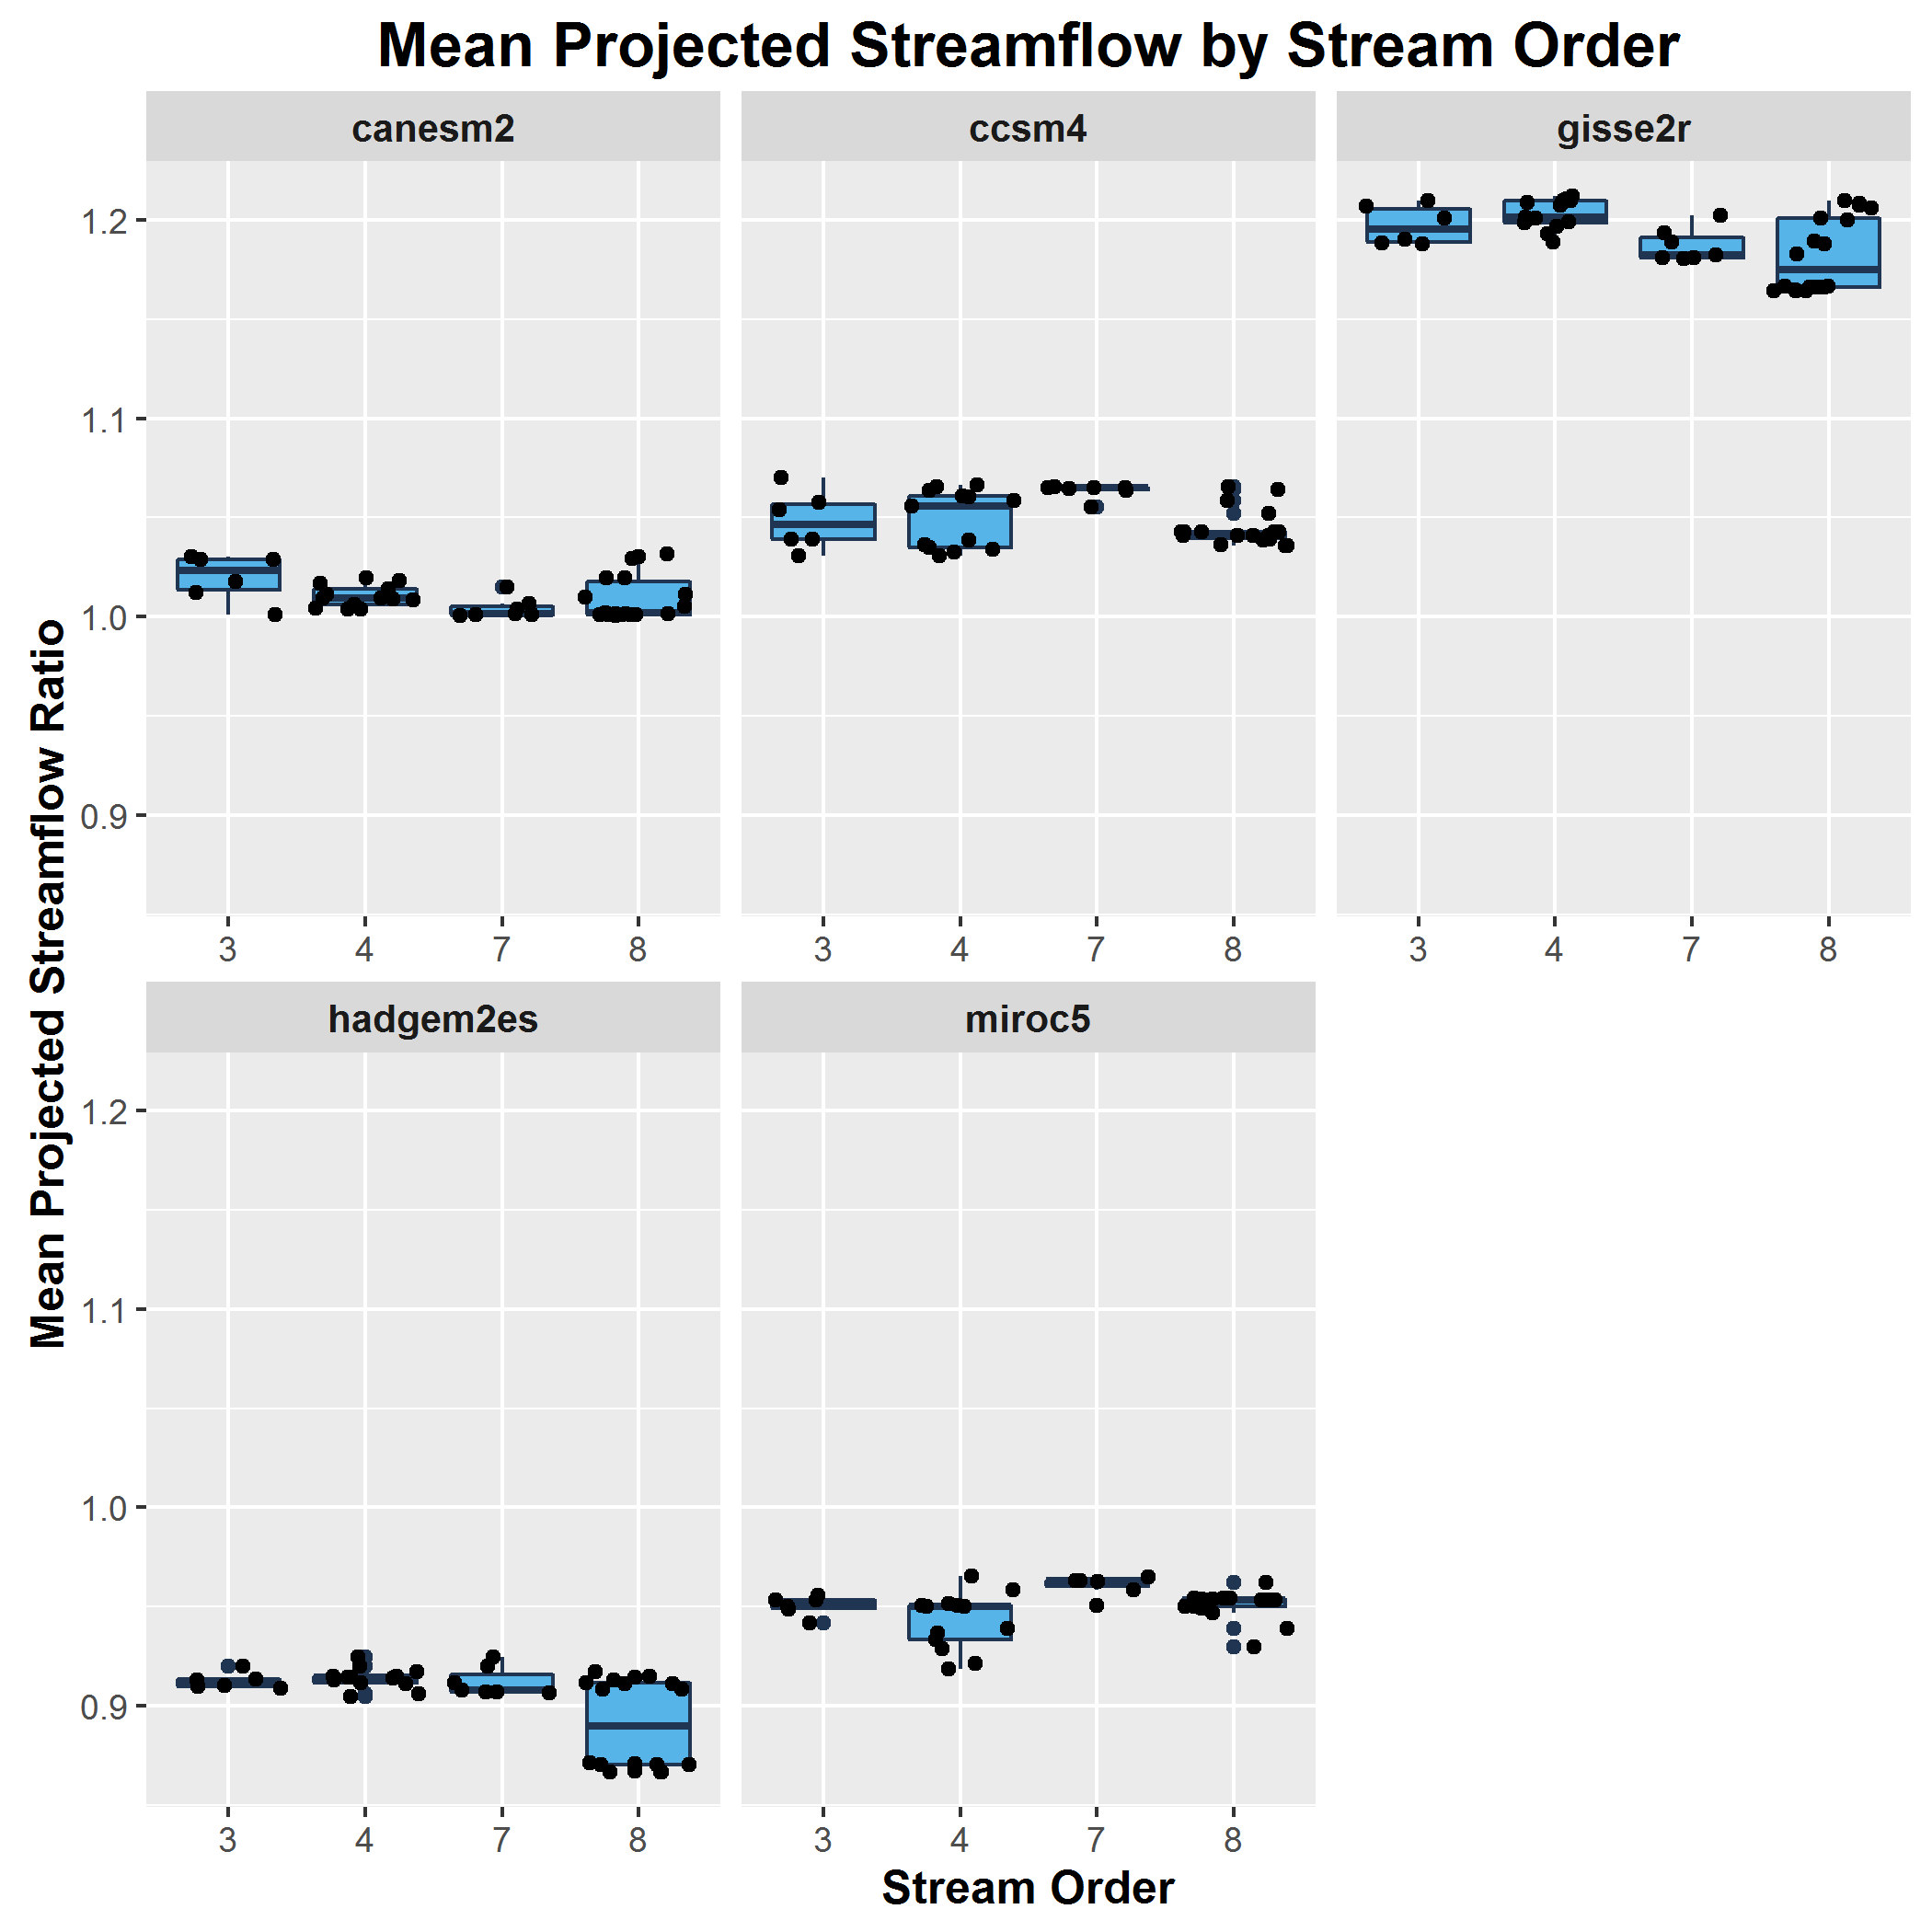 Mean Projected Streamflow by Stream Order
canesm2 ccsm4 gisse2r
1.2
1.1
1.0
0.9
3 4 7 8 3 4 7 8 3 4 7 8
Mean Projected Streamflow Ratio
hadgem2es miroc5
1.2
1.1
1.0
0.9
3 4 7 8 3 4 7 8
Stream Order